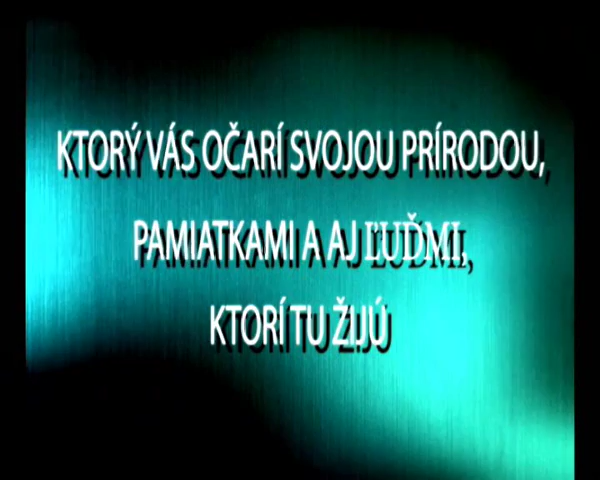 KTORÝ VÁS OČARÍ SVOJOU PRÍRODOU,
PAMIATKAMI A AJ ĽUĎMI,
KTORÍ TU ŽIJÚ